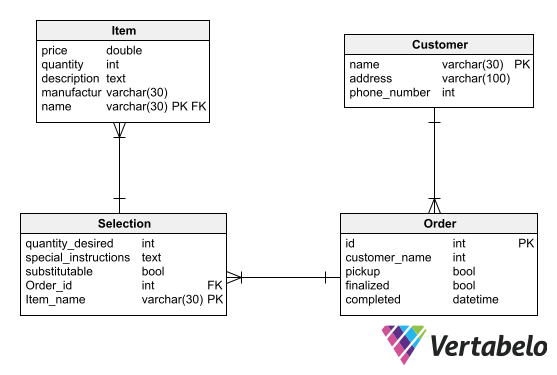 Item
price double
quantity int
description text
manufactur varchar(30)
name varchar(30) PK FK
Customer
name varchar(30) PK
address varchar(100)
phone_number int
Selection
quantity_desired int
special_instructions text
substitutable bool
Order_id int FK
Item_name varchar(30) PK
Order
id int PK
customer_name int
pickup bool
finalized bool
completed datetime
Vertabelo